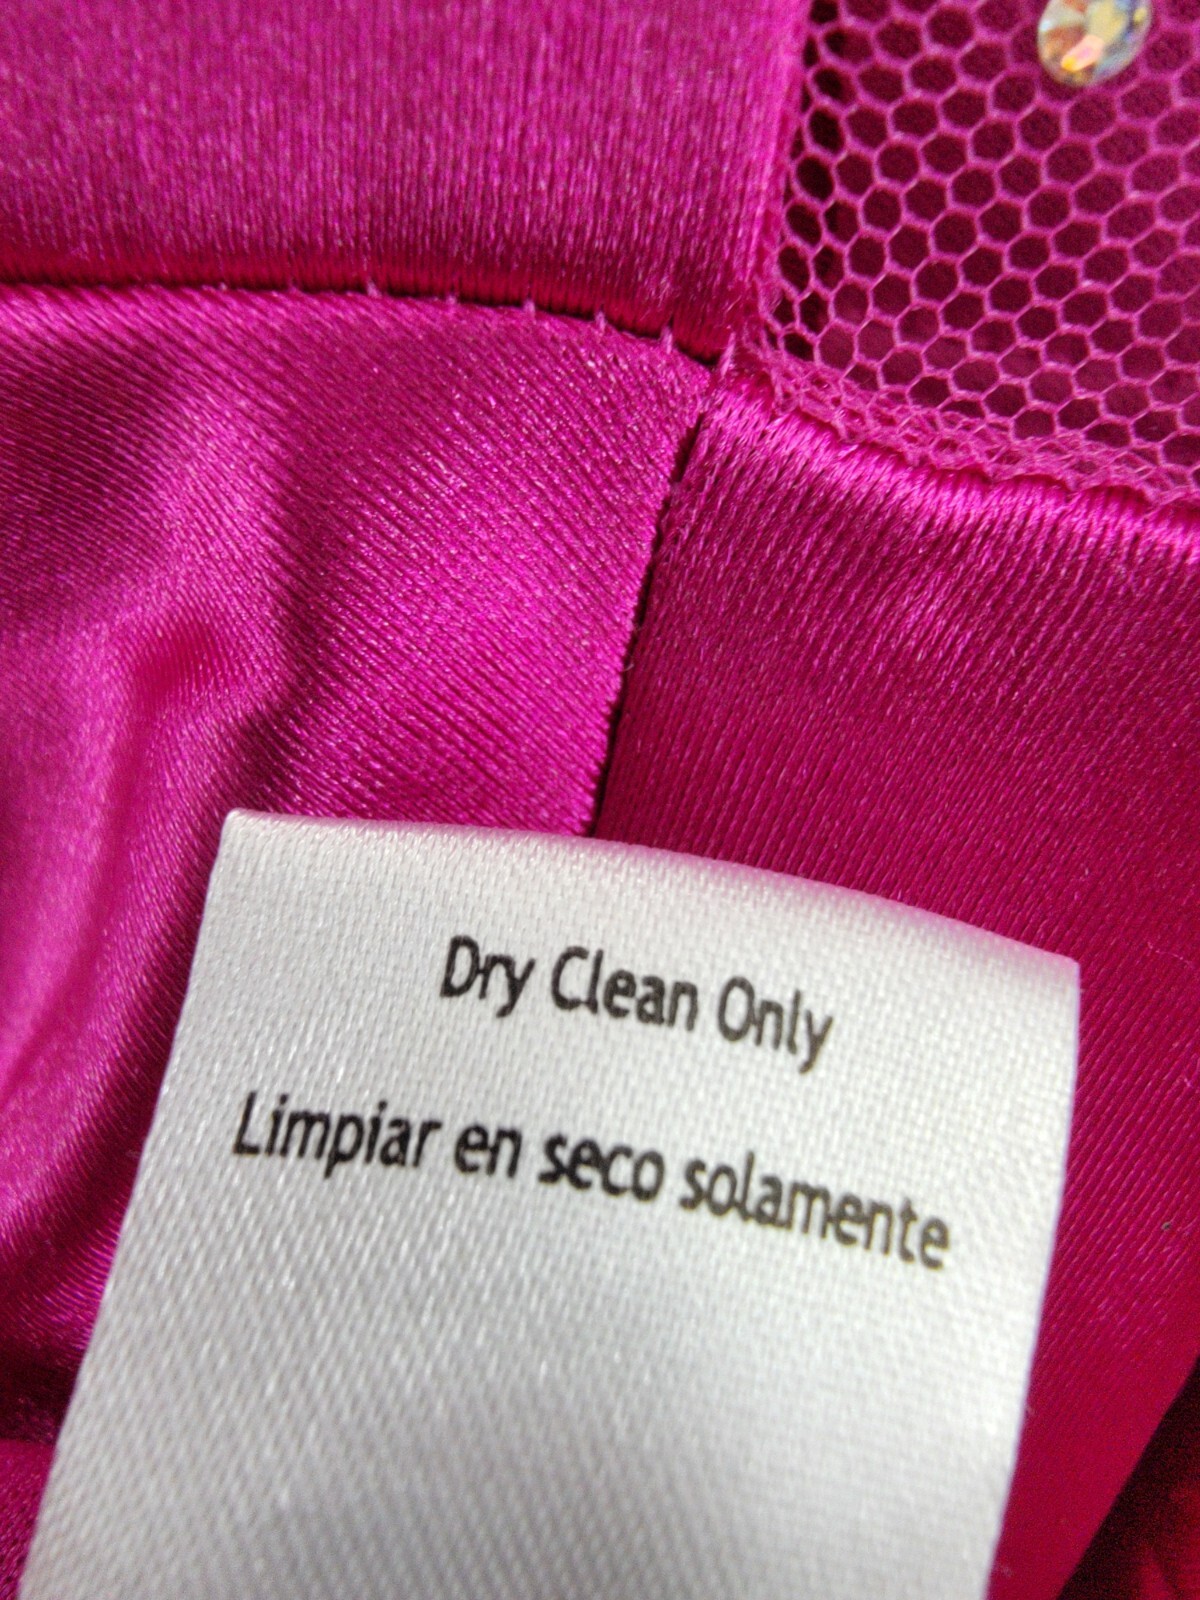 Dry Clean Only
Limpiar en seco solamente